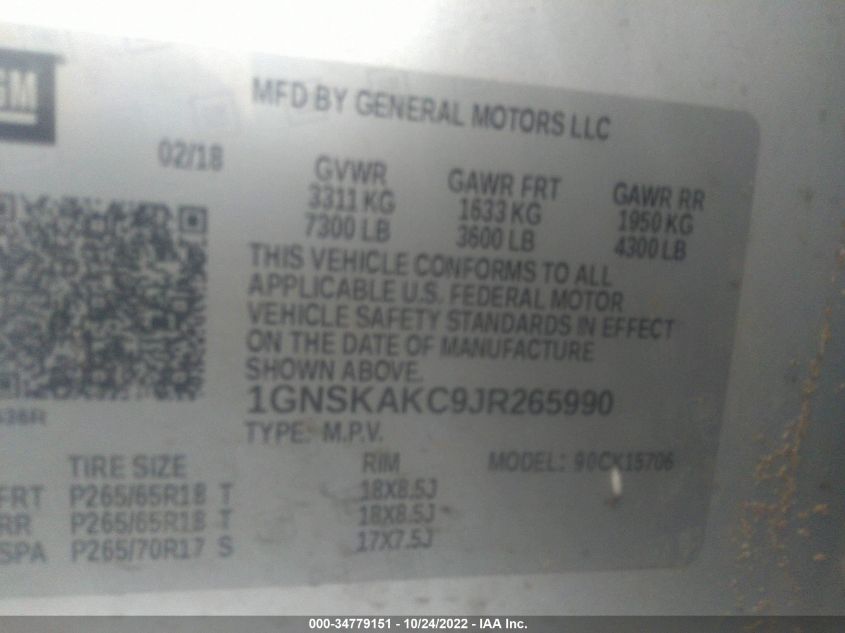 GM
MFD BY GENERAL MOTORS LLC
02/18
GVWR GAWR FRT GAWR RR
3311 KG 1633 KG 1950 KG
7300 LB 3600 LB 4300 LB
THIS VEHICLE CONFORMS TO ALL
APPLICABLE U.S. FEDERAL MOTOR
VEHICLE SAFETY STANDARDS IN EFFECT
ON THE DATE OF MANUFACTURE
SHOWN ABOVE.
1GNSKAKC9JR265990
TYPE: M.P.V.
TIRE SIZE RIM MODEL:
FRT P265/65R18 T 18X8.5J
RR P265/65R18 T 18X8.5J
SPA P265/70R17 S 17X7.5J
000-34779151 - 10/24/2022 - IAA Inc.